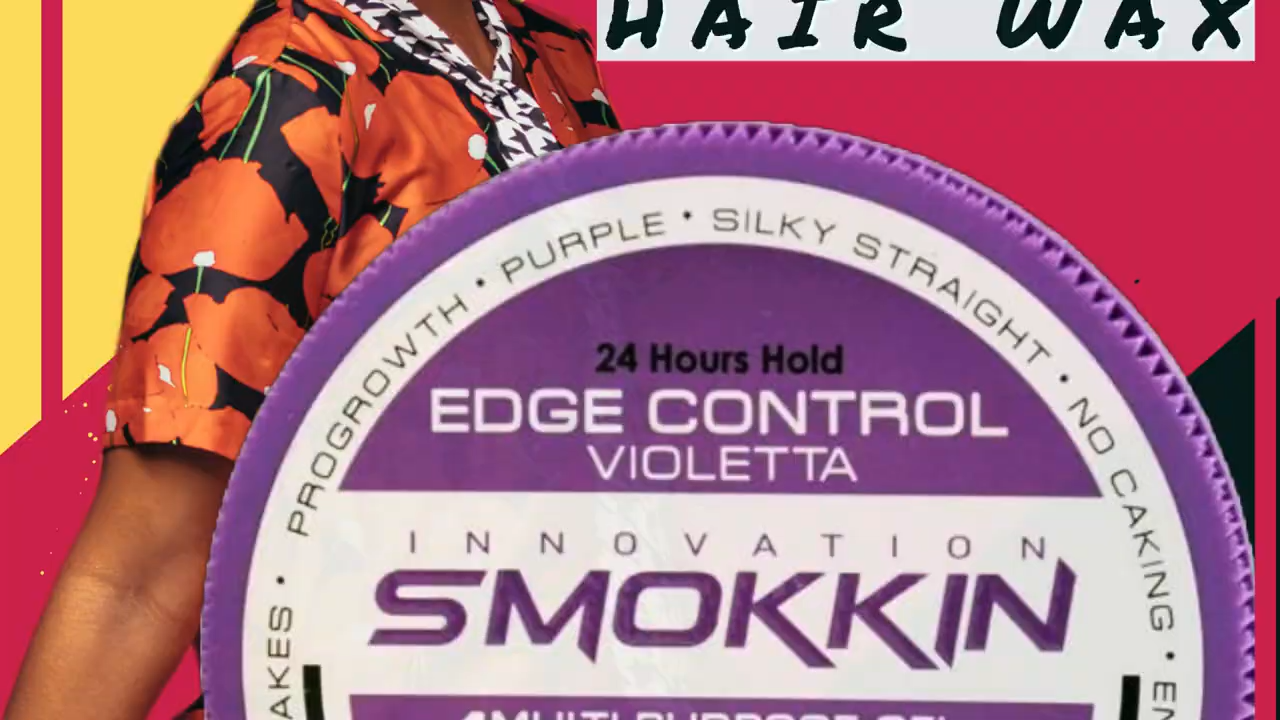 HAIR WAX
PROGROWTH • PURPLE • SILKY STRAIGHT • NO CAKING •
24 Hours Hold
EDGE CONTROL
VIOLETTA
INNOVATION
SMOKKIN